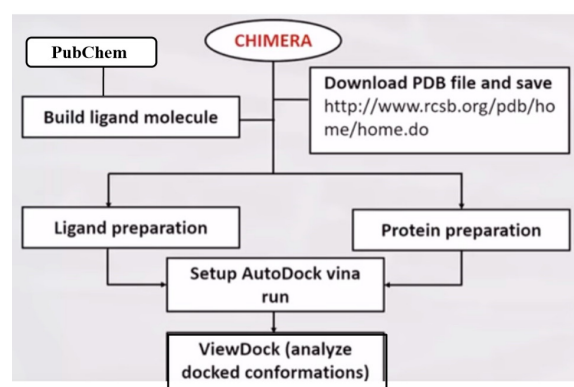 PubChem
CHIMERA
Build ligand molecule
Download PDB file and save
http://www.rcsb.org/pdb/ho
me/home.do
Ligand preparation
Protein preparation
Setup AutoDock vina
run
ViewDock (analyze
docked conformations)